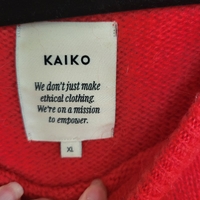 KAIKO
We don't just make
ethical clothing.
We're on a mission
to empower.
XL